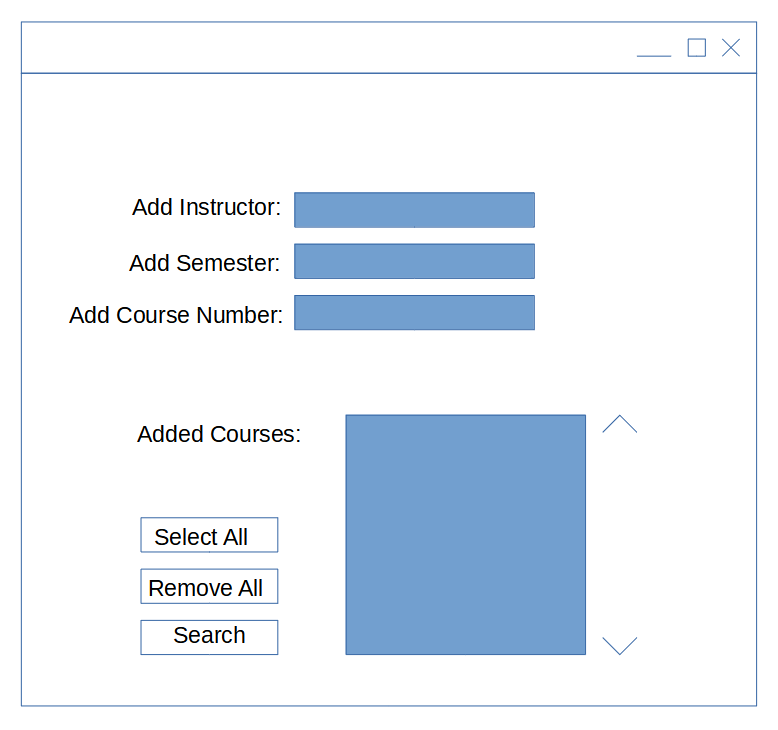 Add Instructor:
Add Semester:
Add Course Number:
Added Courses:
Select All
Remove All
Search